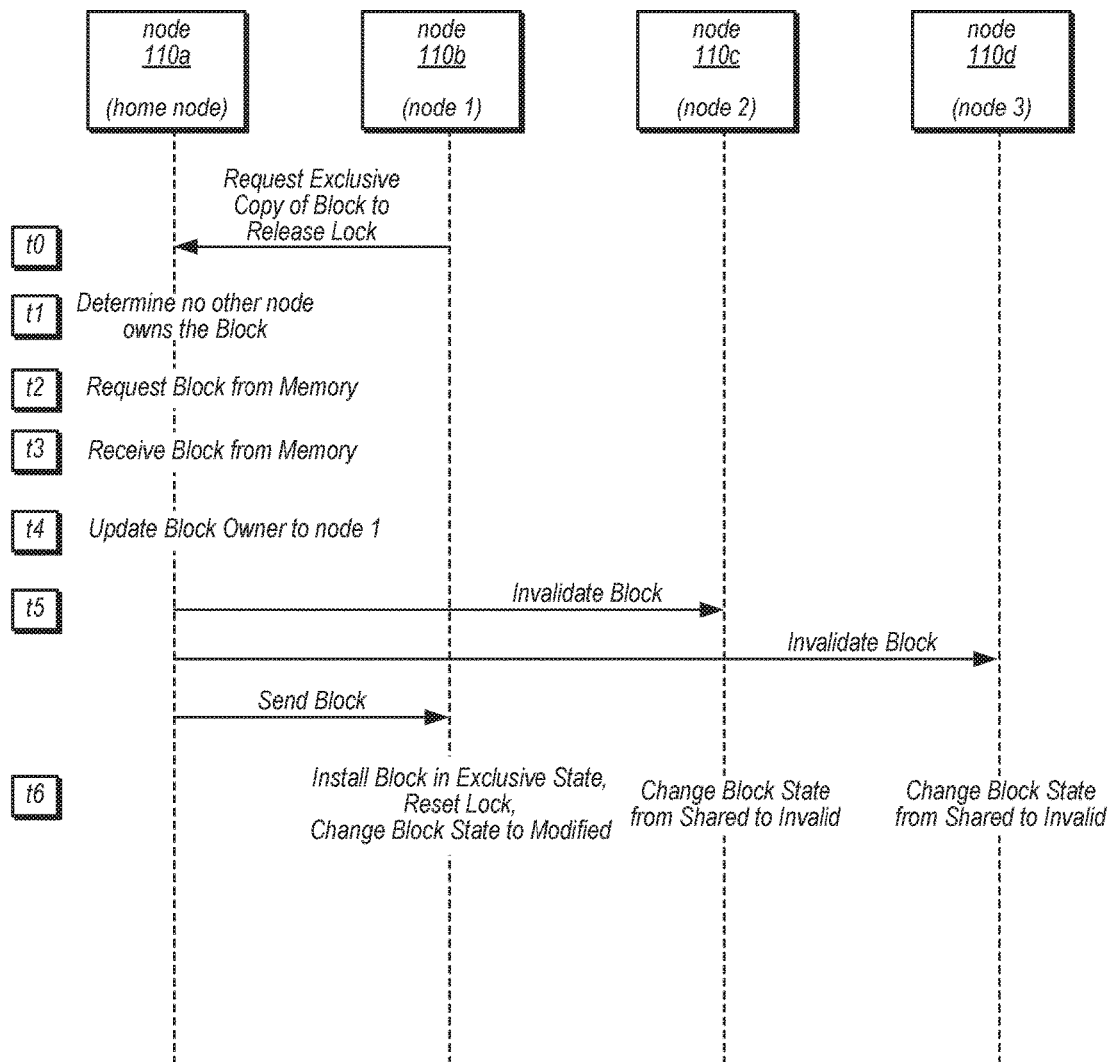 node
110a
(home node)
node
110b
(node 1)
node
110c
(node 2)
node
110d
(node 3)
Request Exclusive
Copy of Block to
Release Lock
t0
t1
Determine no other node
owns the Block
t2
Request Block from Memory
t3
Receive Block from Memory
t4
Update Block Owner to node 1
t5
Invalidate Block
Invalidate Block
Send Block
t6
Install Block in Exclusive State,
Reset Lock,
Change Block State to Modified
Change Block State
from Shared to Invalid
Change Block State
from Shared to Invalid